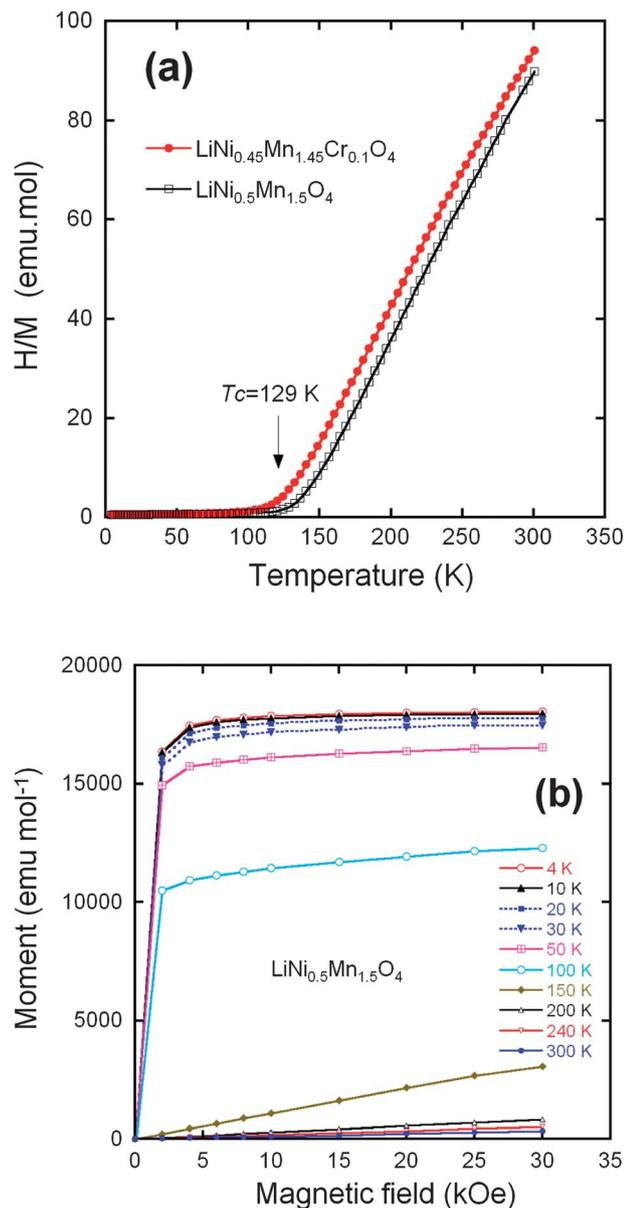 100
(a)
LiNi0.45Mn1.45Cr0.1O4
80
LiNi0.5Mn1.5O4
60
H/M (emu.mol)
40
Tc=129 K
20
0
0 50 100 150 200 250 300 350
Temperature (K)
20000
15000
(b)
Moment (emu mol-1)
4 K
10 K
10000
20 K
30 K
50 K
LiNi0.5Mn1.5O4
100 K
150 K
5000
200 K
240 K
300 K
0
0 5 10 15 20 25 30 35
Magnetic field (kOe)